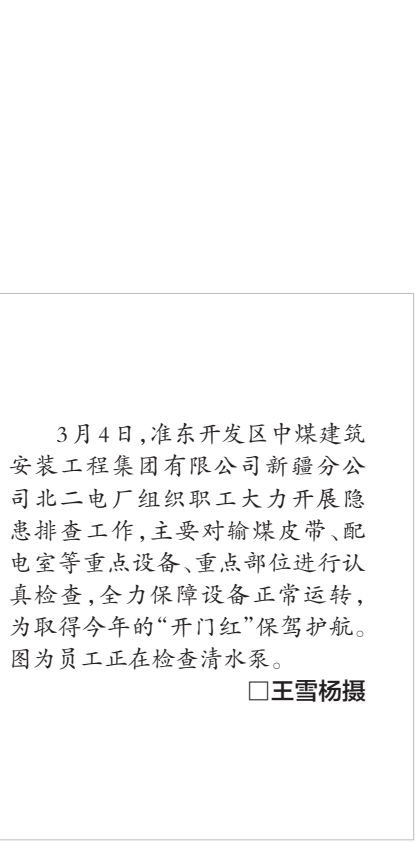 3月4日,准东开发区中煤建筑
安装工程集团有限公司新疆分公
司北二电厂组织职工大力开展隐
患排查工作,主要对输煤皮带、配
电室等重点设备、重点部位进行认
真检查,全力保障设备正常运转,
为取得今年的“开门红”保驾护航。
图为员工正在检查清水泵。
□王雪杨摄